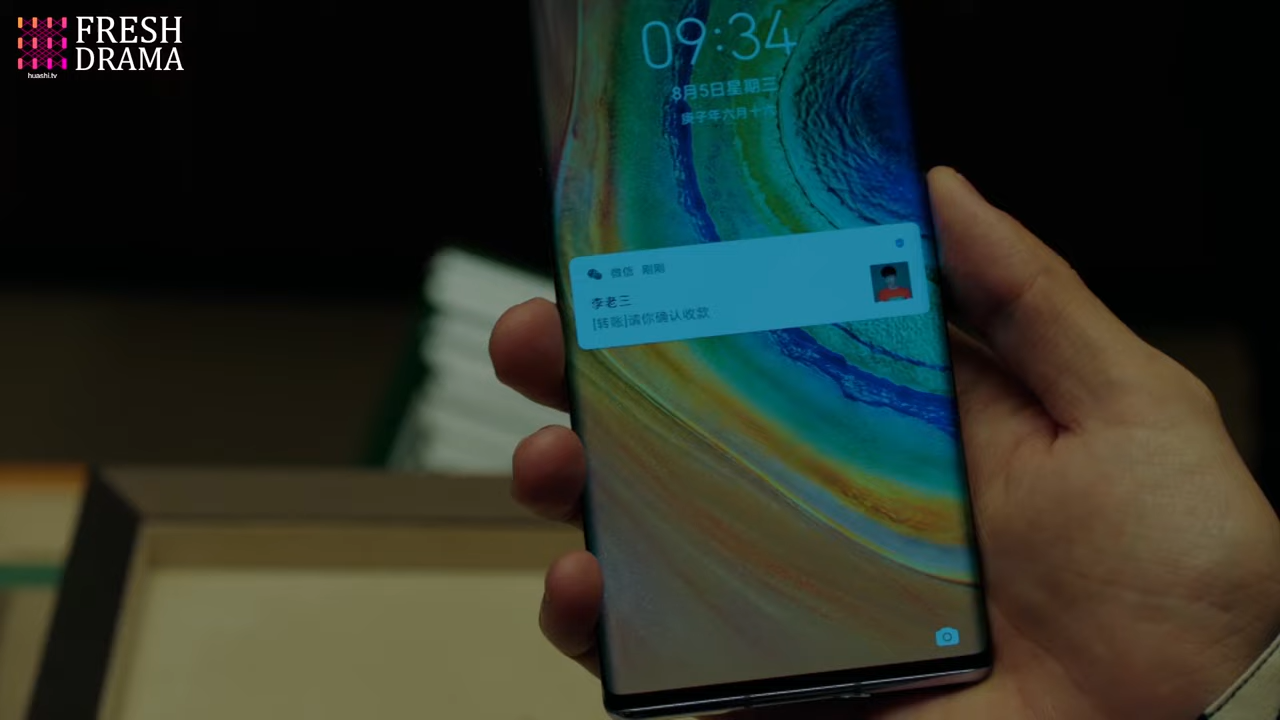 FRESH
DRAMA
huashi.tv
09:34
8月5日星期三
庚子年六月十六
微信 刚刚
李老三
[转账]请你确认收款